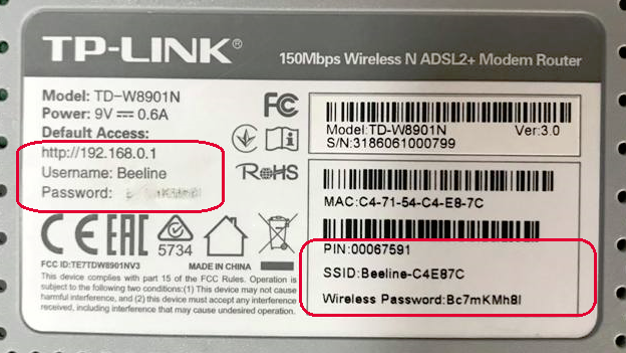 TP-LINK®
150Mbps Wireless N ADSL2+ Modem Router
Model: TD-W8901N
Power: 9V⎓0.6A
Default Access:
http://192.168.0.1
Username: Beeline
Password:
FC
RoHS
CE EAC
5734
FCC ID:TE7TDW8901NV3
MADE IN CHINA
This device complies with part 15 of the FCC Rules. Operation is
subject to the following two conditions:(1) This device may not cause
harmful interference, and (2) this device must accept any interference
received, including interference that may cause undesired operation.
Model:TD-W8901N Ver:3.0
S/N:3186061000799
MAC:C4-71-54-C4-E8-7C
PIN:00067591
SSID:Beeline-C4E87C
Wireless Password:Bc7mKMh8l